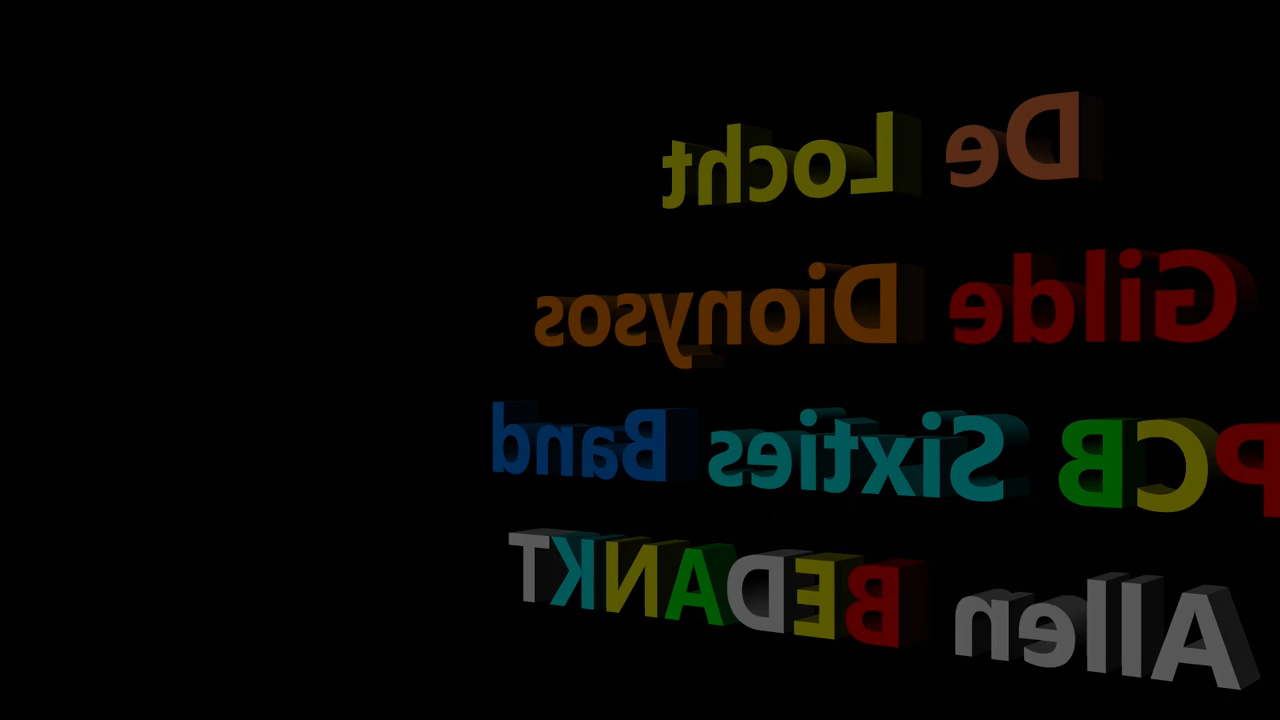 De Locht
Gilde Dionysos
PCB Sixties Band
Allen BEDANKT